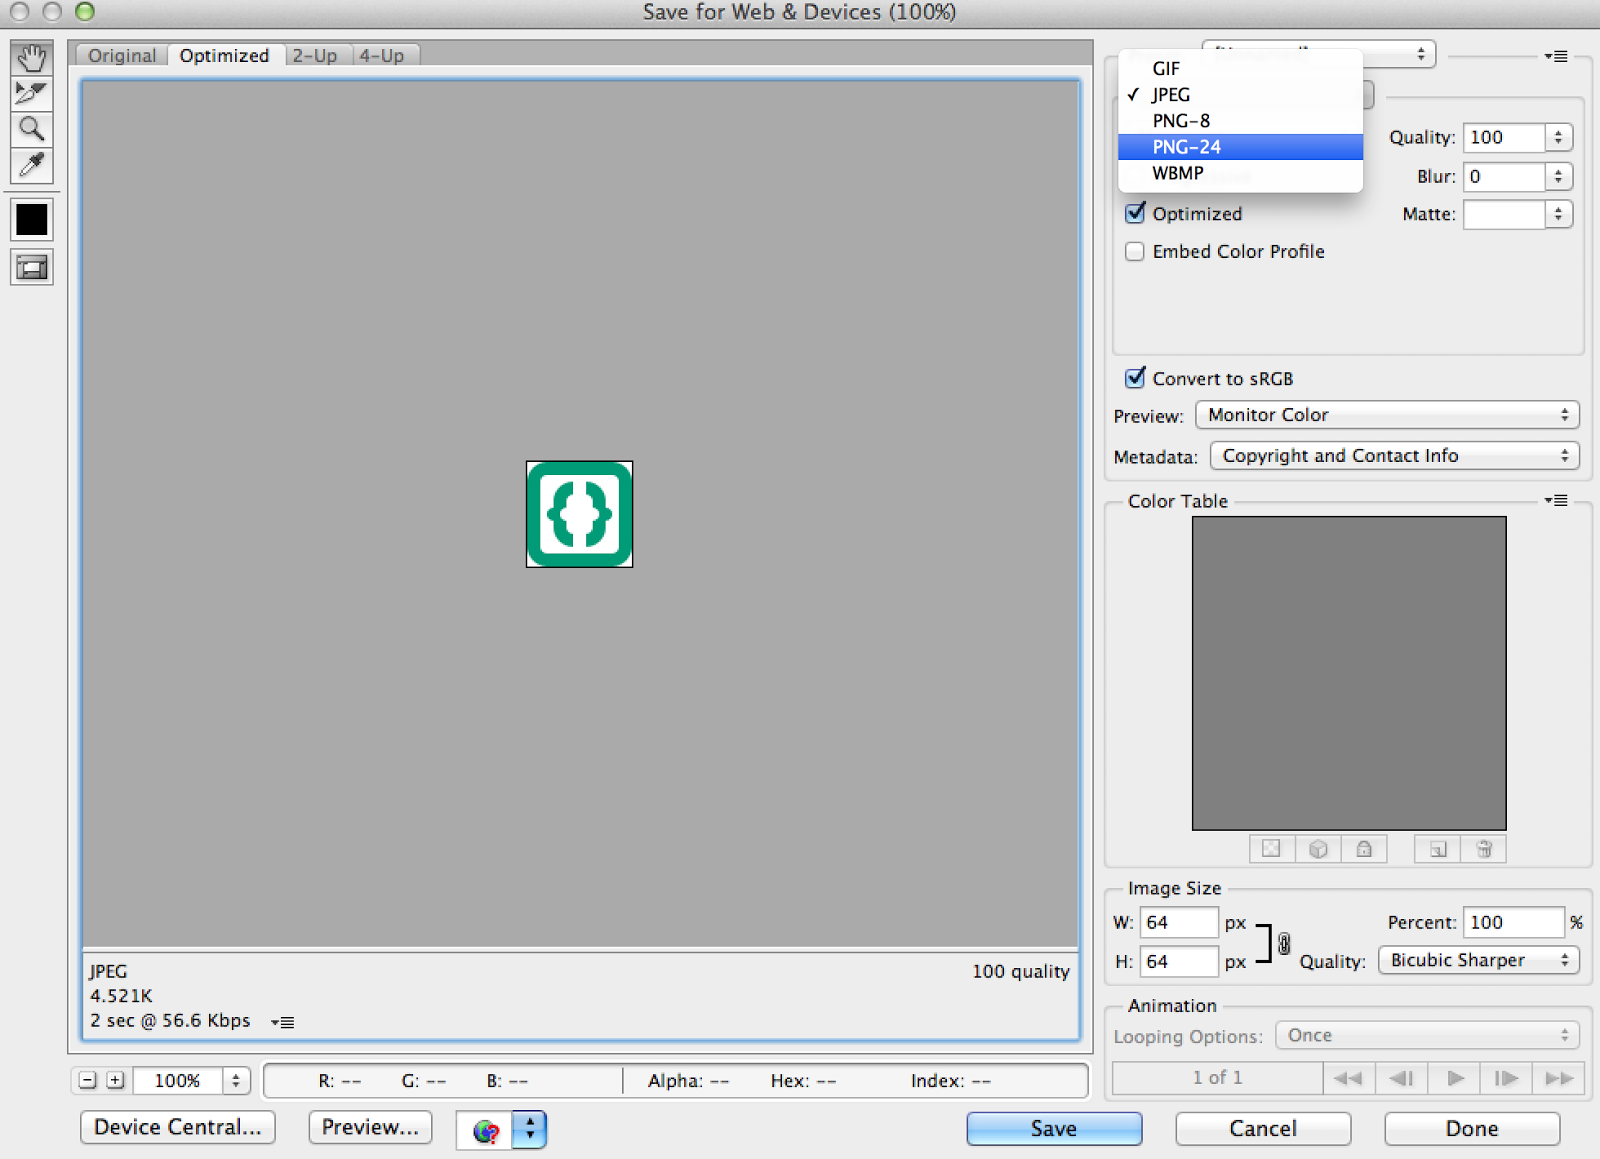 Save for Web & Devices (100%)
Original Optimized 2-Up 4-Up
GIF
✓ JPEG
PNG-8
PNG-24
WBMP
Quality: 100
Blur: 0
Optimized
Matte:
Embed Color Profile
Convert to sRGB
Preview: Monitor Color
Metadata: Copyright and Contact Info
Color Table
Image Size
W: 64 px
Percent: 100 %
H: 64 px
Quality: Bicubic Sharper
Animation
Looping Options: Once
1 of 1
JPEG
100 quality
4.521K
2 sec @ 56.6 Kbps
100%
R: -- G: -- B: -- Alpha: -- Hex: -- Index: --
Device Central... Preview... Save Cancel Done